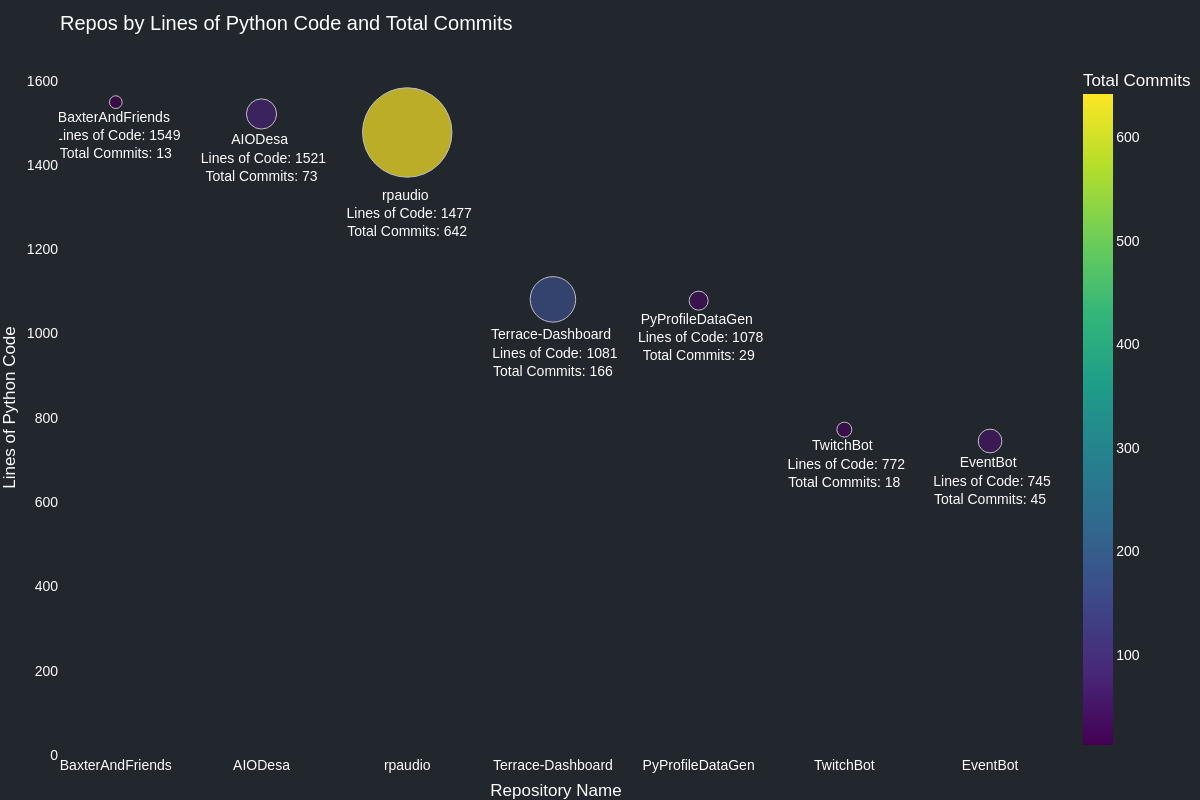 Repos by Lines of Python Code and Total Commits
Total Commits
1600
1400
1200
1000
800
600
400
200
0
Lines of Python Code
BaxterAndFriends
Lines of Code: 1549
Total Commits: 13
AIODesa
Lines of Code: 1521
Total Commits: 73
rpaudio
Lines of Code: 1477
Total Commits: 642
Terrace-Dashboard
Lines of Code: 1081
Total Commits: 166
PyProfileDataGen
Lines of Code: 1078
Total Commits: 29
TwitchBot
Lines of Code: 772
Total Commits: 18
EventBot
Lines of Code: 745
Total Commits: 45
600
500
400
300
200
100
BaxterAndFriends
AIODesa
rpaudio
Terrace-Dashboard
PyProfileDataGen
TwitchBot
EventBot
Repository Name